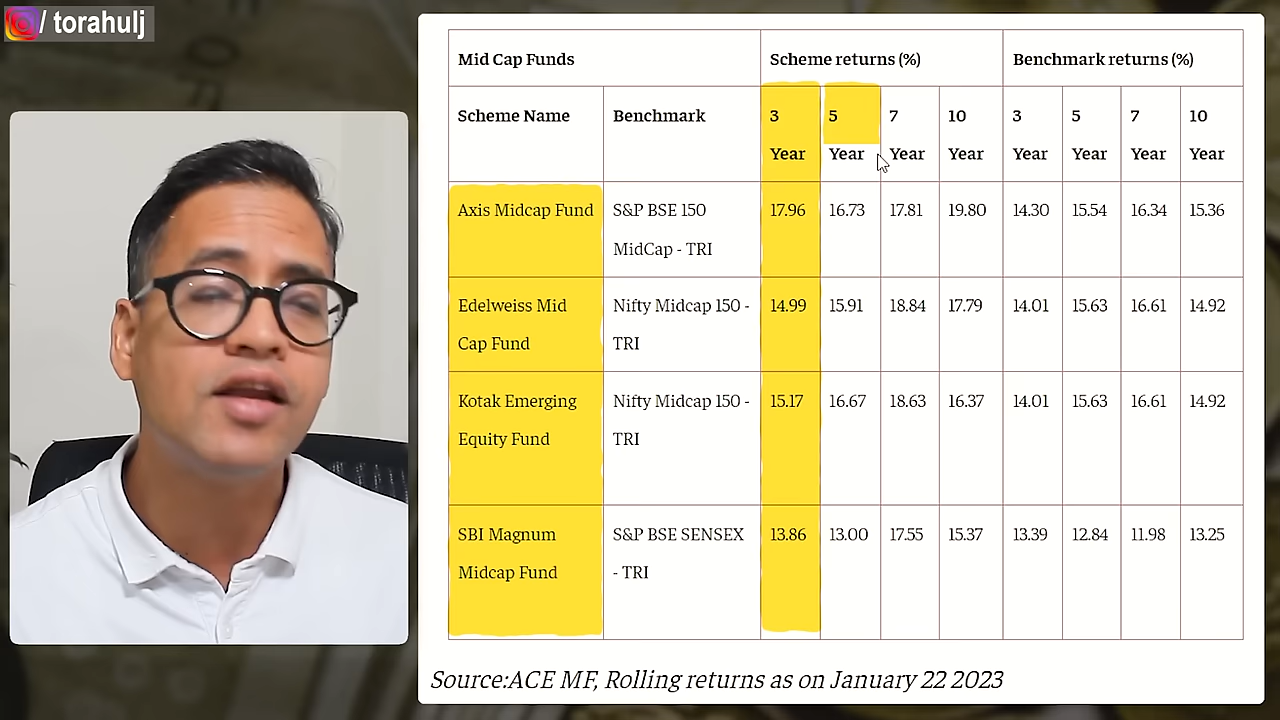 / torahulj
Mid Cap Funds Scheme returns (%) Benchmark returns (%)
Scheme Name Benchmark 3 5 7 10 3 5 7 10
Year Year Year Year Year Year Year Year
Axis Midcap Fund S&P BSE 150 17.96 16.73 17.81 19.80 14.30 15.54 16.34 15.36
MidCap - TRI
Edelweiss Mid Nifty Midcap 150 - 14.99 15.91 18.84 17.79 14.01 15.63 16.61 14.92
Cap Fund TRI
Kotak Emerging Nifty Midcap 150 - 15.17 16.67 18.63 16.37 14.01 15.63 16.61 14.92
Equity Fund TRI
SBI Magnum S&P BSE SENSEX 13.86 13.00 17.55 15.37 13.39 12.84 11.98 13.25
Midcap Fund - TRI
Source:ACE MF, Rolling returns as on January 22 2023